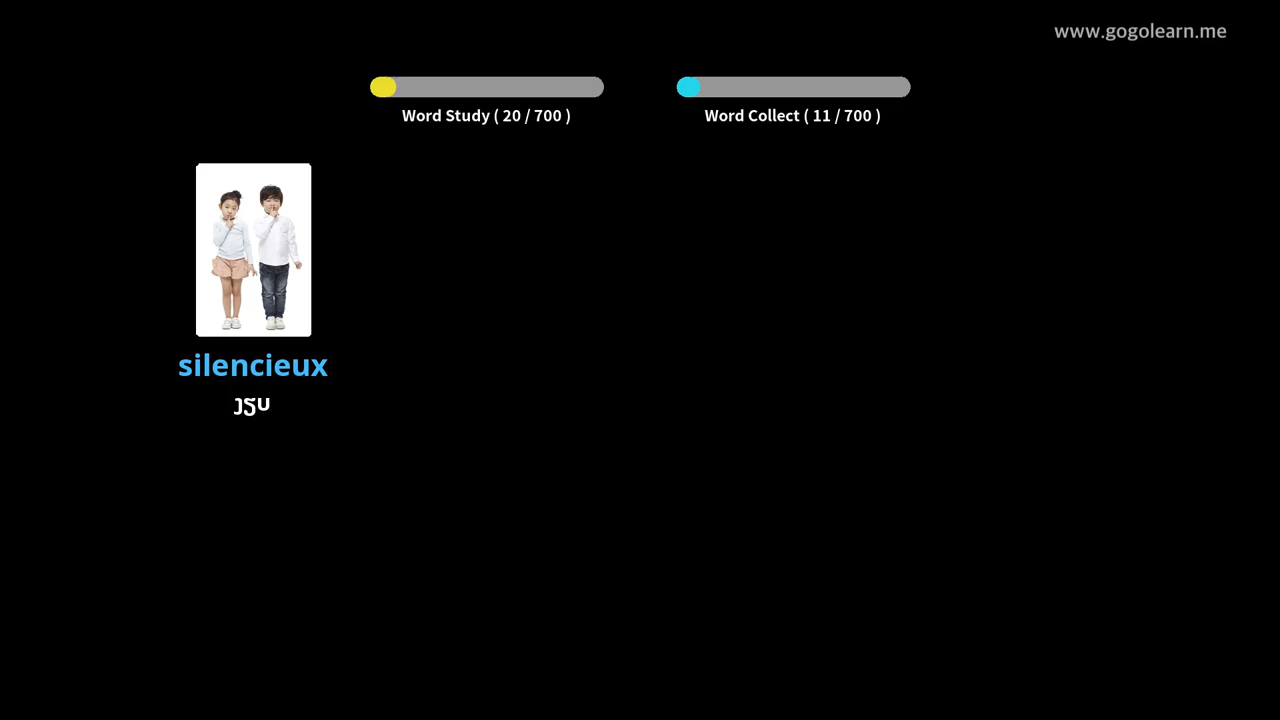 www.gogolearn.me
Word Study ( 20 / 700 )
Word Collect ( 11 / 700 )
silencieux
ງຽບ